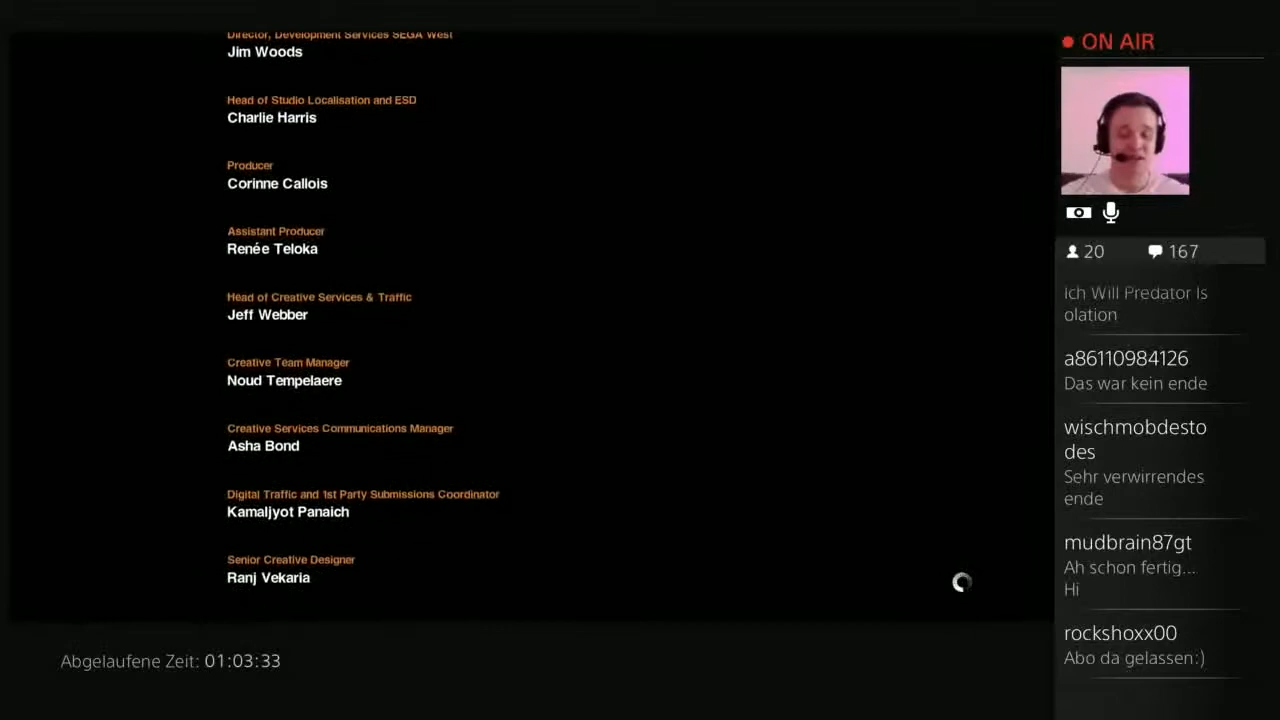 Director, Development Services SEGA West
Jim Woods
Head of Studio Localisation and ESD
Charlie Harris
Producer
Corinne Callois
Assistant Producer
Renée Teloka
Head of Creative Services & Traffic
Jeff Webber
Creative Team Manager
Noud Tempelaere
Creative Services Communications Manager
Asha Bond
Digital Traffic and 1st Party Submissions Coordinator
Kamaljyot Panaich
Senior Creative Designer
Ranj Vekaria
Abgelaufene Zeit: 01:03:33
ON AIR
20 167
Ich Will Predator Is
olation
a86110984126
Das war kein ende
wischmobdesto
des
Sehr verwirrendes
ende
mudbrain87gt
Ah schon fertig...
Hi
rockshoxx00
Abo da gelassen:)